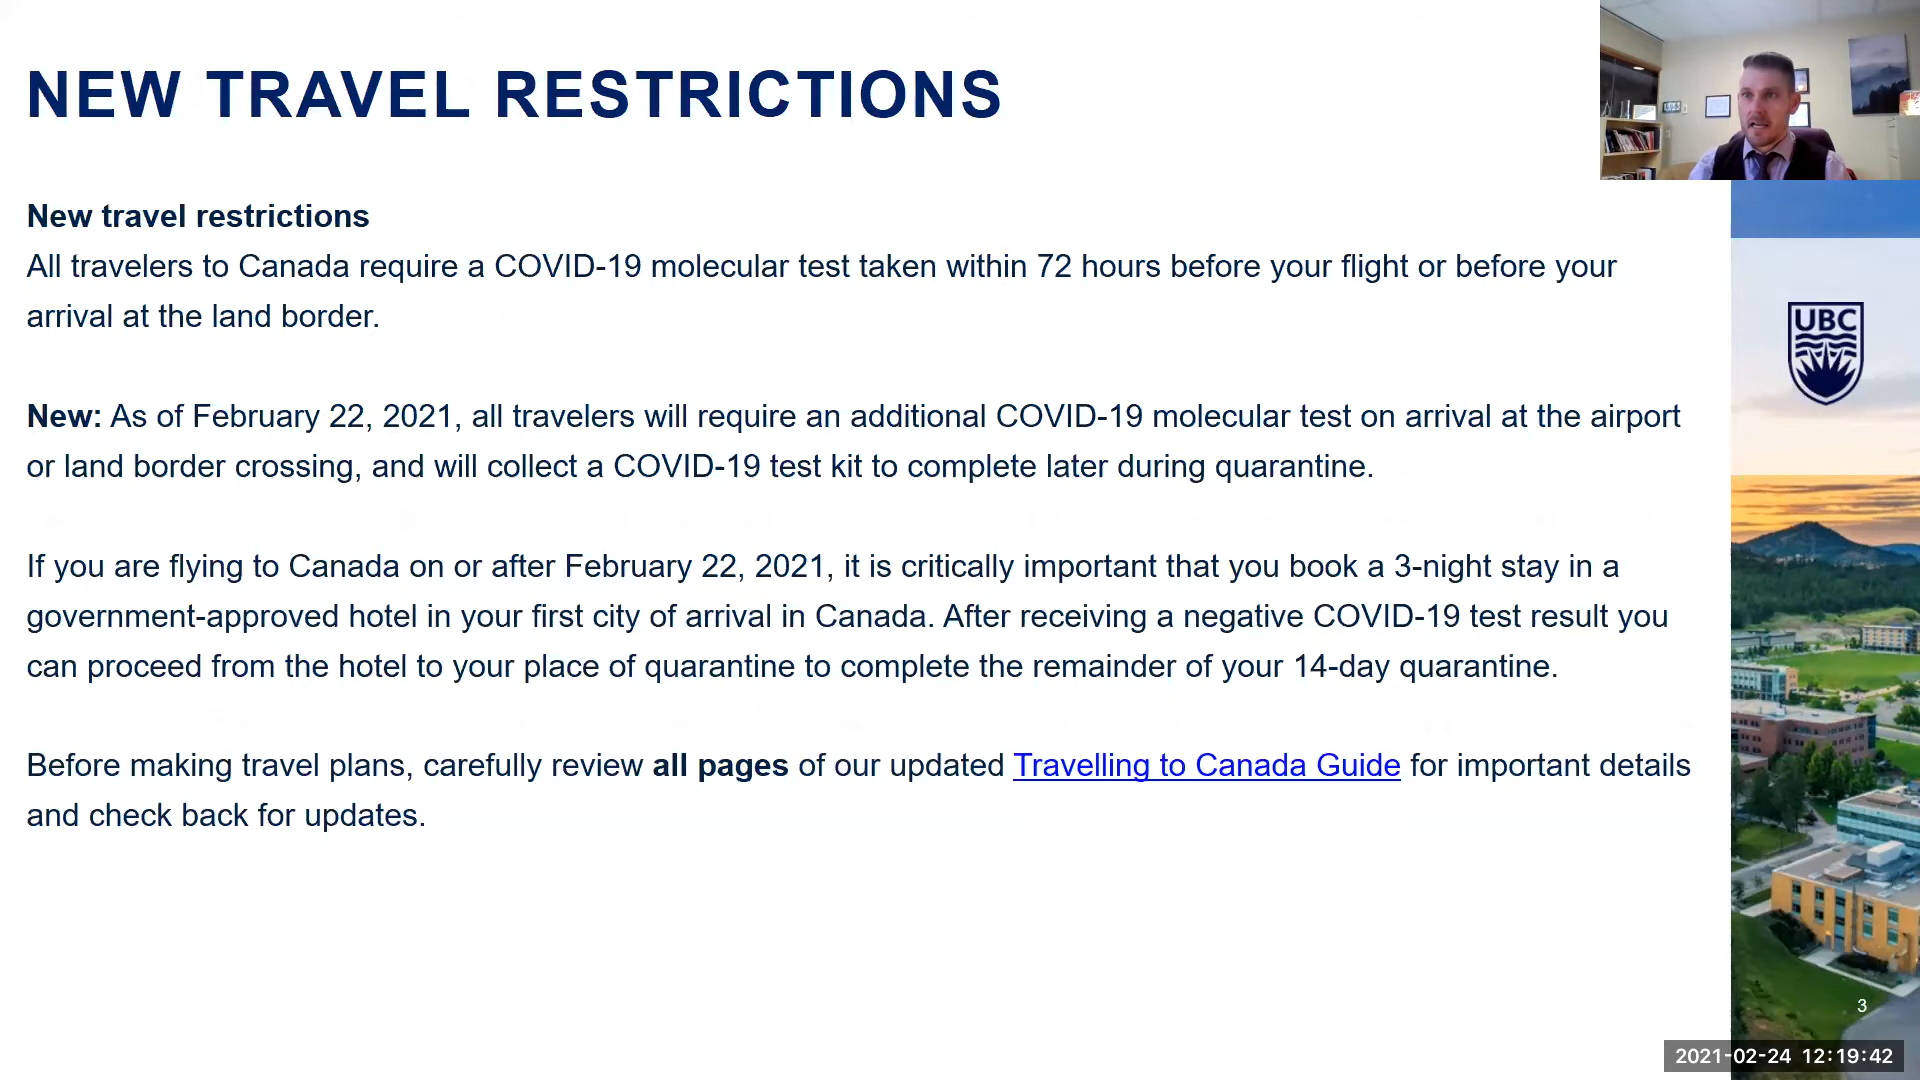 NEW TRAVEL RESTRICTIONS
New travel restrictions
All travelers to Canada require a COVID-19 molecular test taken within 72 hours before your flight or before your
arrival at the land border.
New: As of February 22, 2021, all travelers will require an additional COVID-19 molecular test on arrival at the airport
or land border crossing, and will collect a COVID-19 test kit to complete later during quarantine.
If you are flying to Canada on or after February 22, 2021, it is critically important that you book a 3-night stay in a
government-approved hotel in your first city of arrival in Canada. After receiving a negative COVID-19 test result you
can proceed from the hotel to your place of quarantine to complete the remainder of your 14-day quarantine.
Before making travel plans, carefully review all pages of our updated Travelling to Canada Guide for important details
and check back for updates.
UBC
3
2021-02-24 12:19:42